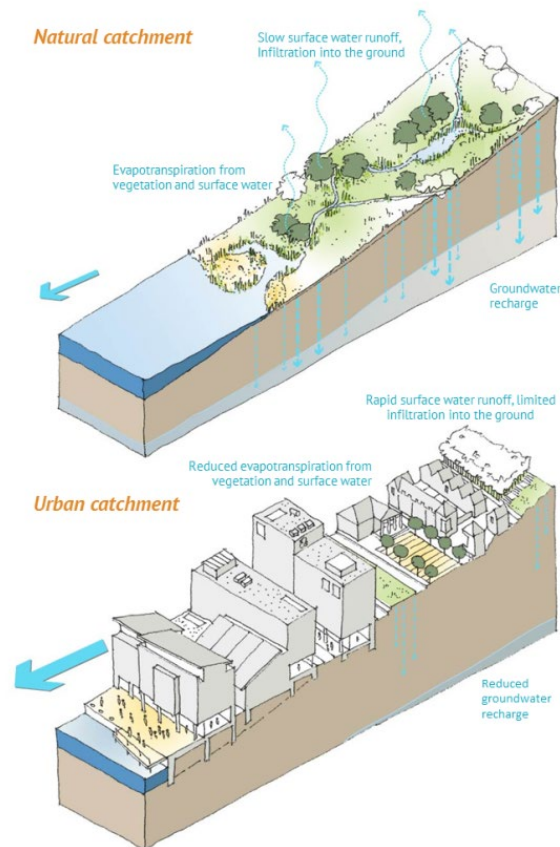 Natural catchment
Slow surface water runoff,
Infiltration into the ground
Evapotranspiration from
vegetation and surface water
Groundwater
recharge
Rapid surface water runoff, limited
infiltration into the ground
Reduced evapotranspiration from
vegetation and surface water
Urban catchment
Reduced
groundwater
recharge